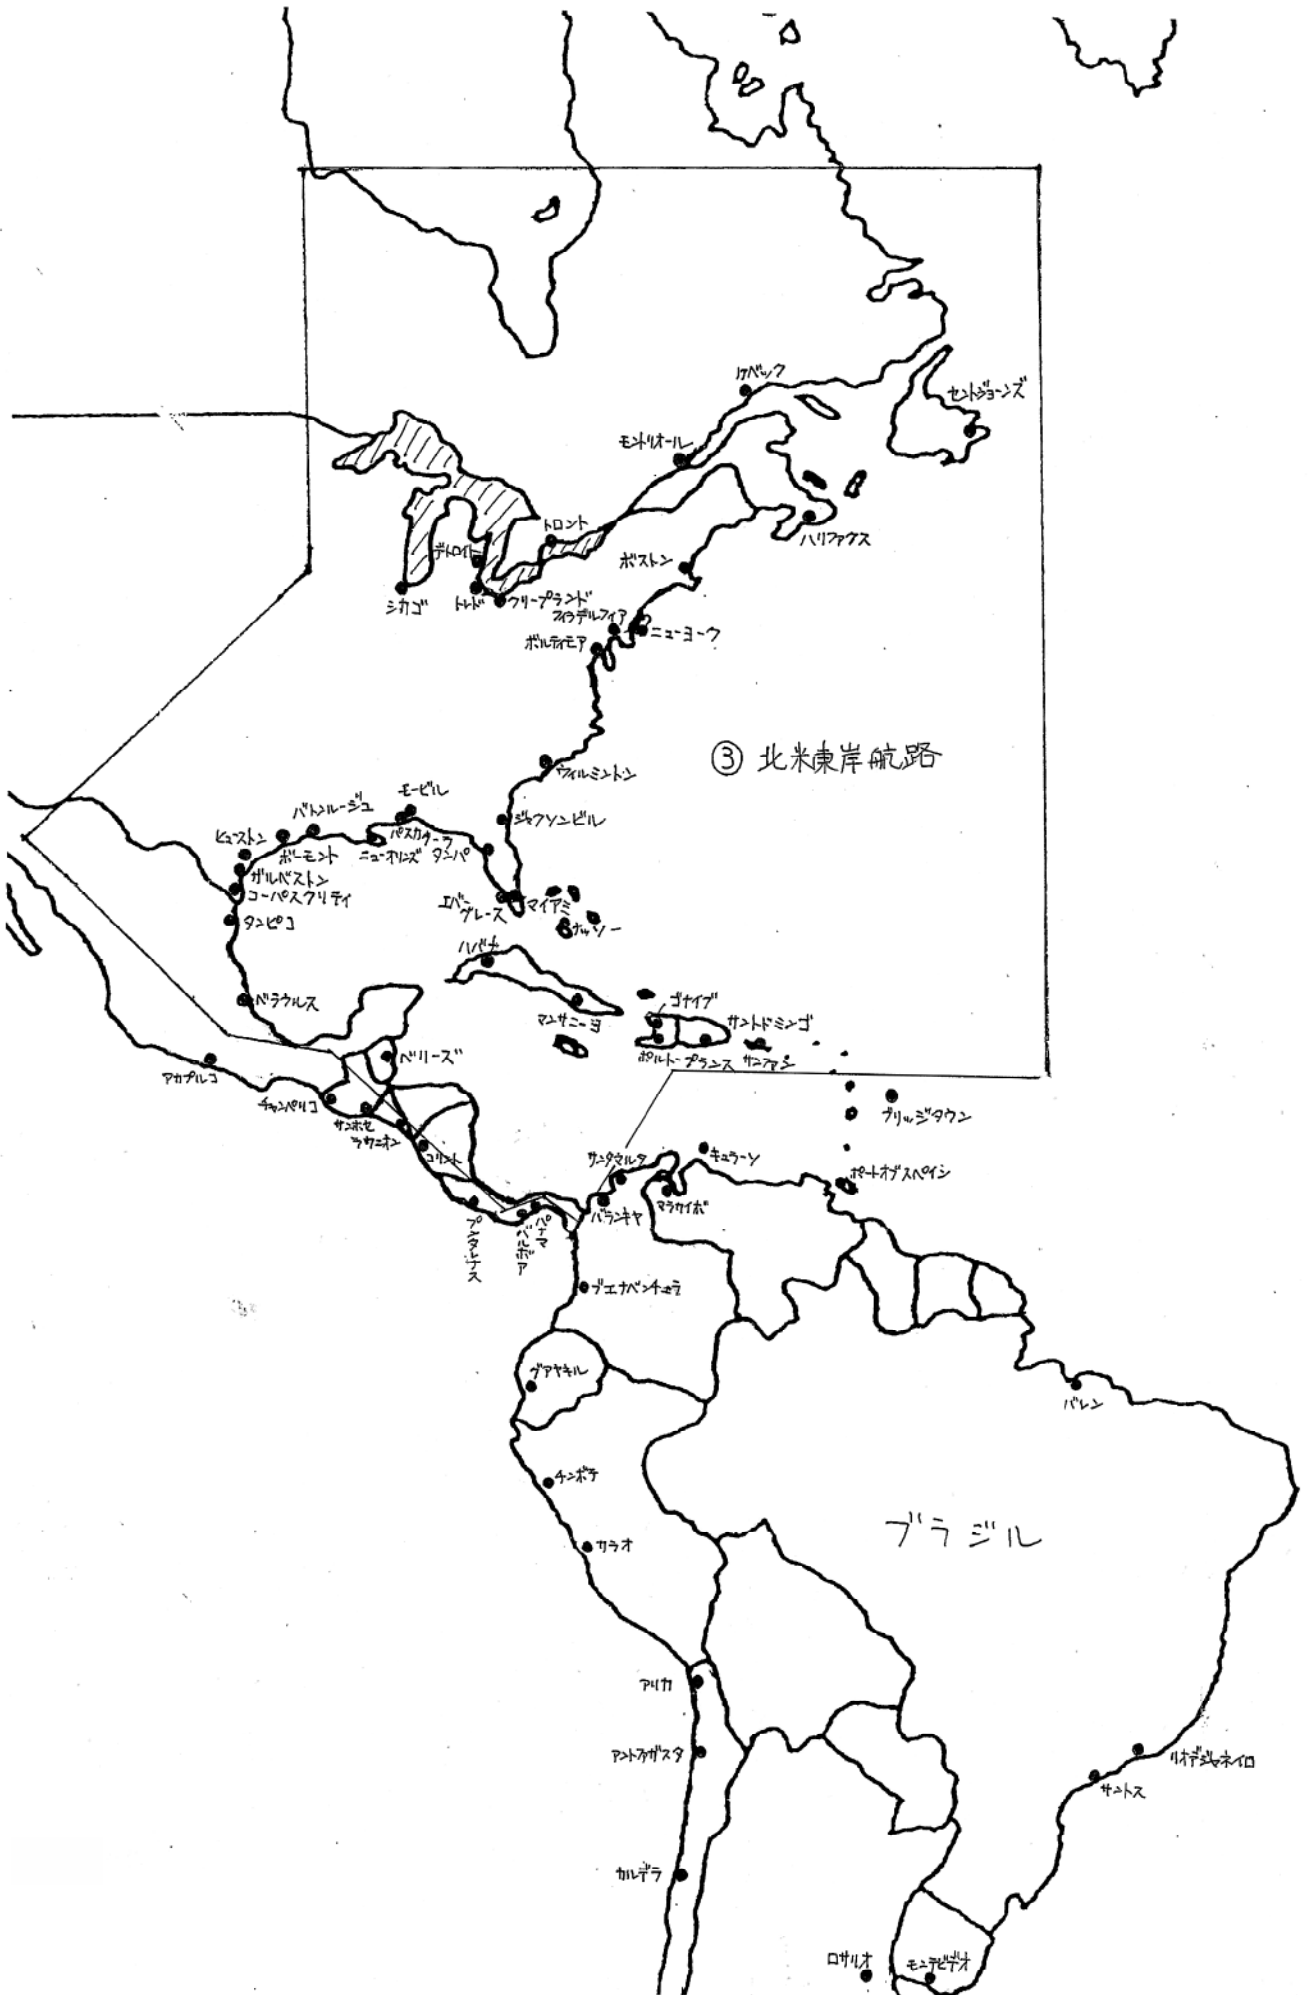 ケベック
セントジョーンズ
モントリオール
トロント
ハリファクス
デトロイト
ボストン
シカゴ
トレド
クリーブランド
フィラデルフィア
ニューヨーク
ボルティモア
③ 北米東岸航路
ウィルミントン
モービル
バトンルージュ
パスカグーラ
ジャクソンビル
ヒューストン
ボーモント
ニューオリンズ
タンパ
ガルベストン
コーパスクリティ
エバーグレース
マイアミ
タンピコ
ナッソー
ハバナ
ベラクルス
ゴナイブ
マンサニーヨ
サントドミンゴ
ポルトープランス
サンファン
ベリーズ
アカプルコ
チャンペリコ
サンホセ
ラウニオン
ブリッジタウン
コリント
サンタマルタ
キュラーソ
ポートオブスペイン
マラカイボ
バランキヤ
プンタレナス
バルボア
パナマ
ブエナベンチュラ
グアヤキル
バレン
チンボテ
ブラジル
カラオ
アリカ
アントファガスタ
リオデジャネイロ
サントス
カルデラ
ロサリオ
モンテビデオ